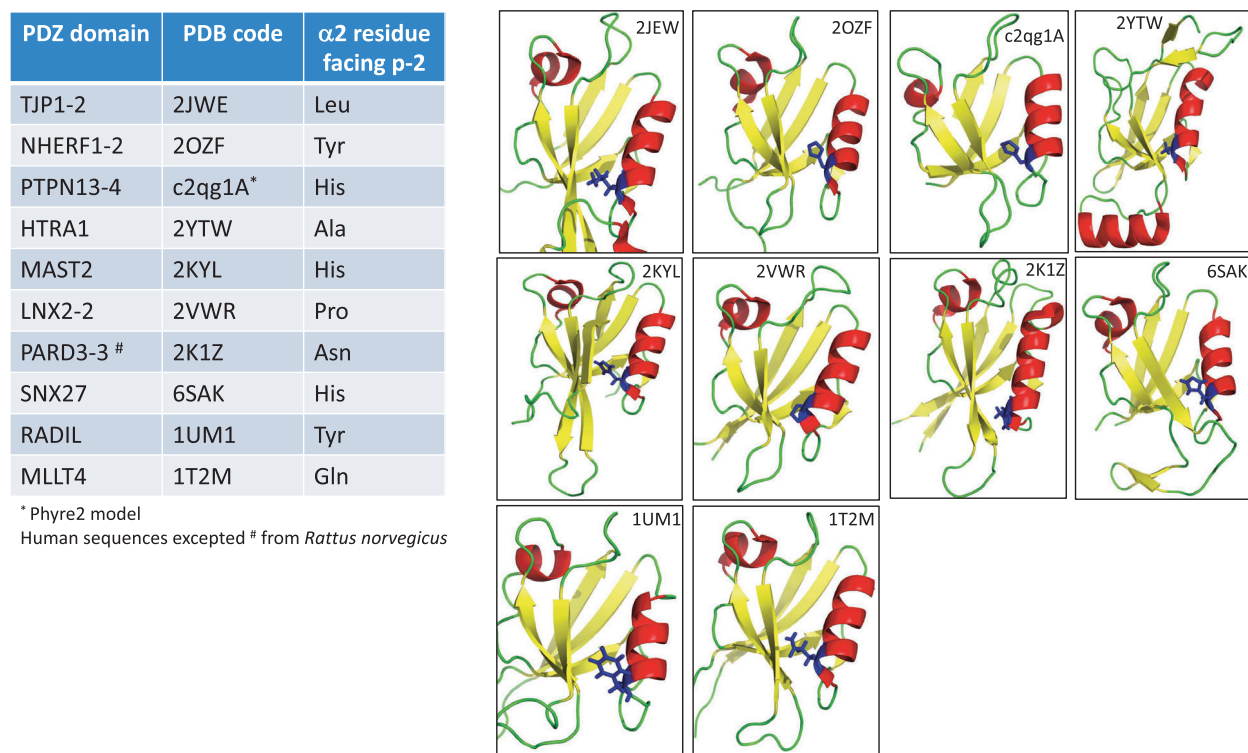 PDZ domain PDB code α2 residue facing p-2
TJP1-2 2JWE Leu
NHERF1-2 2OZF Tyr
PTPN13-4 c2qg1A* His
HTRA1 2YTW Ala
MAST2 2KYL His
LNX2-2 2VWR Pro
PARD3-3 # 2K1Z Asn
SNX27 6SAK His
RADIL 1UM1 Tyr
MLLT4 1T2M Gln
* Phyre2 model
Human sequences excepted # from Rattus norvegicus
2JEW
2OZF
c2qg1A
2YTW
2KYL
2VWR
2K1Z
6SAK
1UM1
1T2M